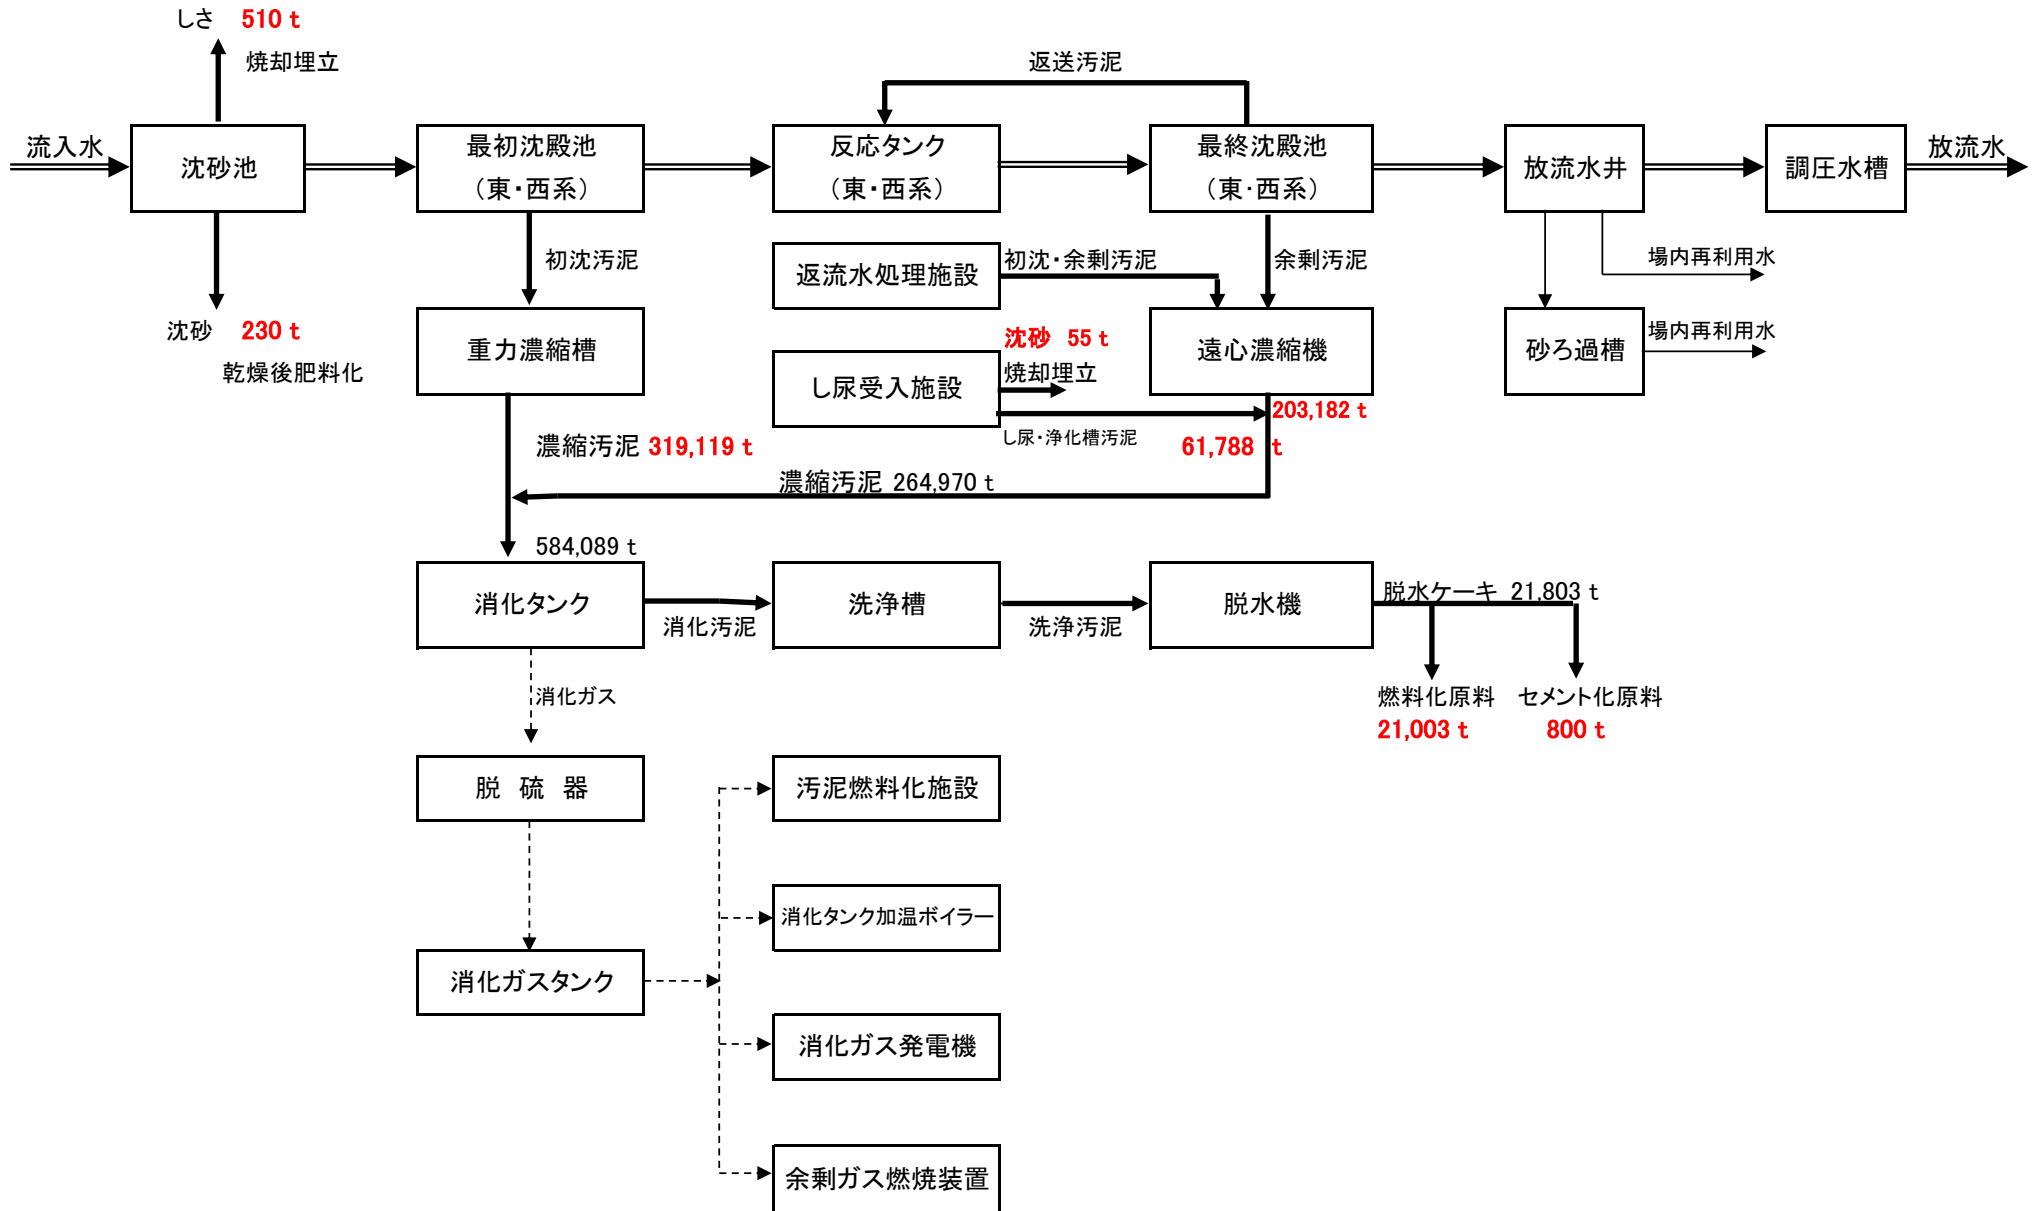 しさ 510 t
焼却埋立
返送汚泥
流入水
沈砂池
最初沈殿池
（東・西系）
反応タンク
（東・西系）
最終沈殿池
（東・西系）
放流水井
調圧水槽
放流水
初沈汚泥
返流水処理施設
初沈・余剰汚泥
余剰汚泥
場内再利用水
沈砂 230 t
乾燥後肥料化
重力濃縮槽
沈砂 55 t
焼却埋立
し尿受入施設
遠心濃縮機
砂ろ過槽
場内再利用水
203,182 t
し尿・浄化槽汚泥
61,788 t
濃縮汚泥 319,119 t
濃縮汚泥 264,970 t
584,089 t
消化タンク
消化汚泥
洗浄槽
洗浄汚泥
脱水機
脱水ケーキ 21,803 t
消化ガス
燃料化原料
21,003 t
セメント化原料
800 t
脱 硫 器
汚泥燃料化施設
消化タンク加温ボイラー
消化ガスタンク
消化ガス発電機
余剰ガス燃焼装置